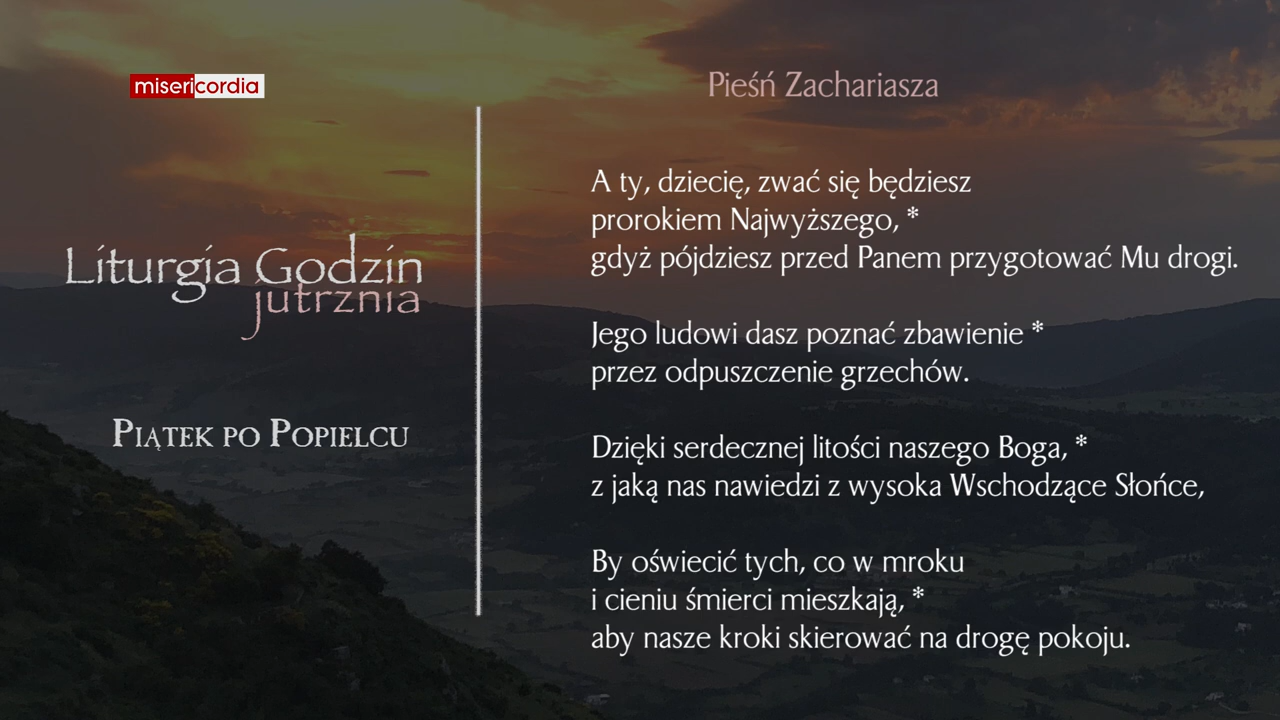 misericordia
Liturgia Godzin
jutrznia
Piątek po Popielcu
Pieśń Zachariasza
A ty, dziecię, zwać się będziesz
prorokiem Najwyższego, *
gdyż pójdziesz przed Panem przygotować Mu drogi.
Jego ludowi dasz poznać zbawienie *
przez odpuszczenie grzechów.
Dzięki serdecznej litości naszego Boga, *
z jaką nas nawiedzi z wysoka Wschodzące Słońce,
By oświecić tych, co w mroku
i cieniu śmierci mieszkają, *
aby nasze kroki skierować na drogę pokoju.